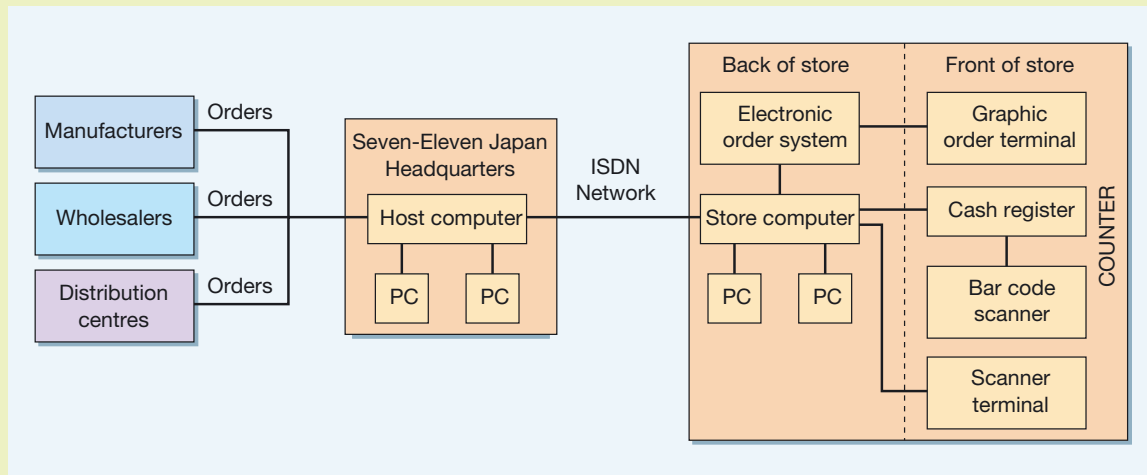 Manufacturers
Orders
Wholesalers
Orders
Distribution
centres
Orders
Seven-Eleven Japan
Headquarters
Host computer
PC
PC
ISDN
Network
Back of store
Electronic
order system
Store computer
PC
PC
Front of store
Graphic
order terminal
Cash register
Bar code
scanner
Scanner
terminal
COUNTER